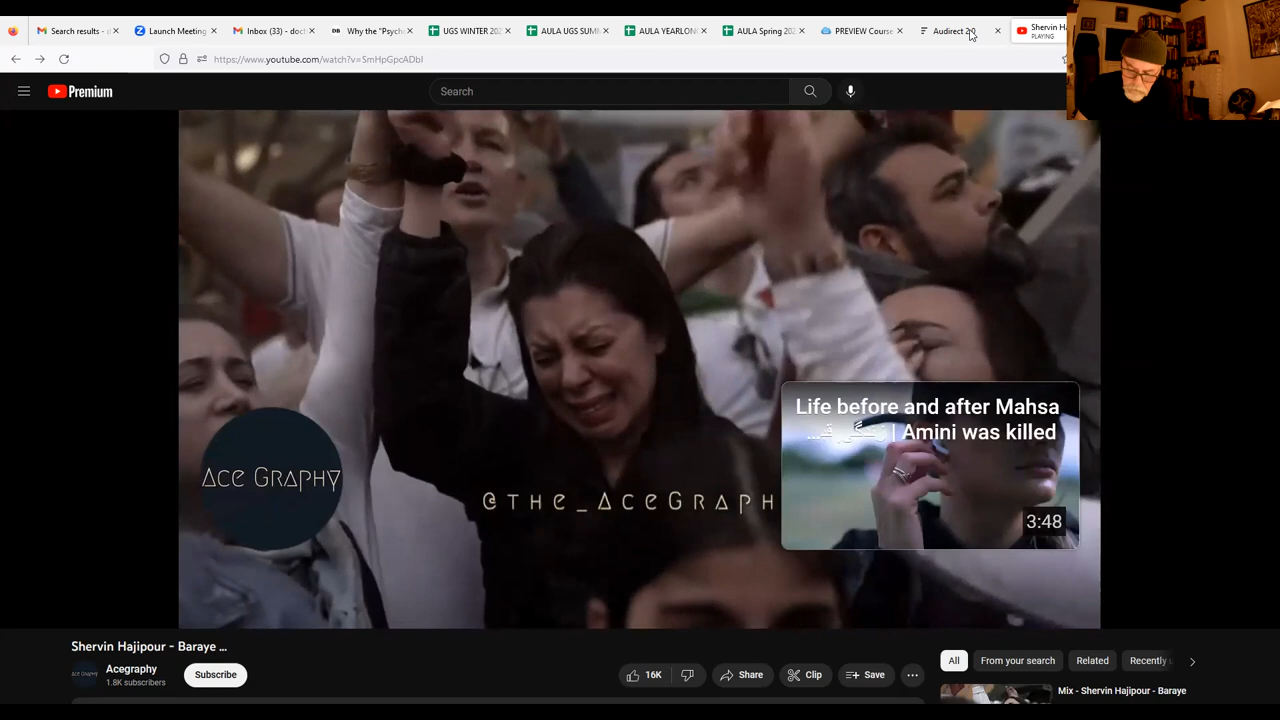 Search results - 
Launch Meeting
Inbox (33) - doct
Why the "Psych
UGS WINTER 202
AULA UGS SUM
AULA YEARLON
AULA Spring 202
PREVIEW Course
Audirect 2.0
Shervin Ha
PLAYING
https://www.youtube.com/watch?v=SmHpGpcADbI
Premium
Search
Life before and after Mahsa
Amini was killed |
ACE GRAPHY
@THE_ACEGRAPH
3:48
Shervin Hajipour - Baraye ...
Acegraphy
1.8K subscribers
Subscribe
16K
Share
Clip
Save
All
From your search
Related
Recently
Mix - Shervin Hajipour - Baraye